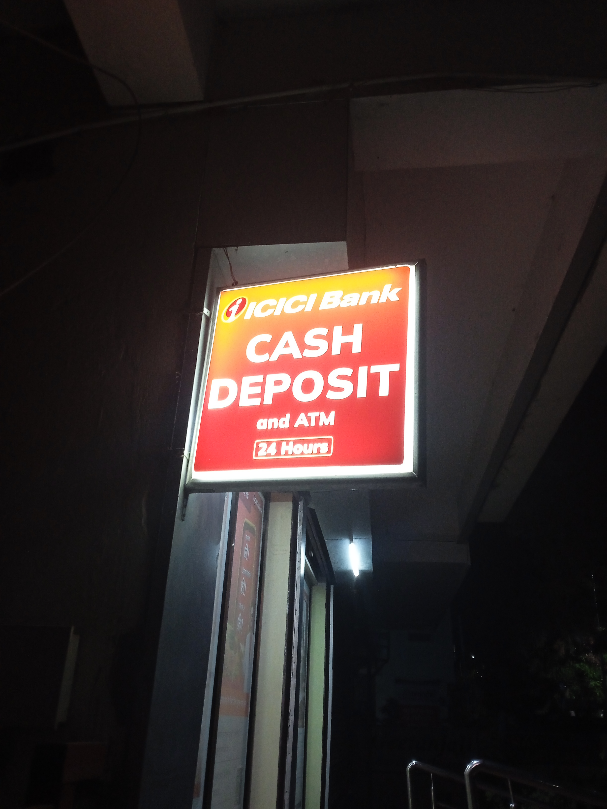 i ICICI Bank
CASH
DEPOSIT
and ATM
24 Hours